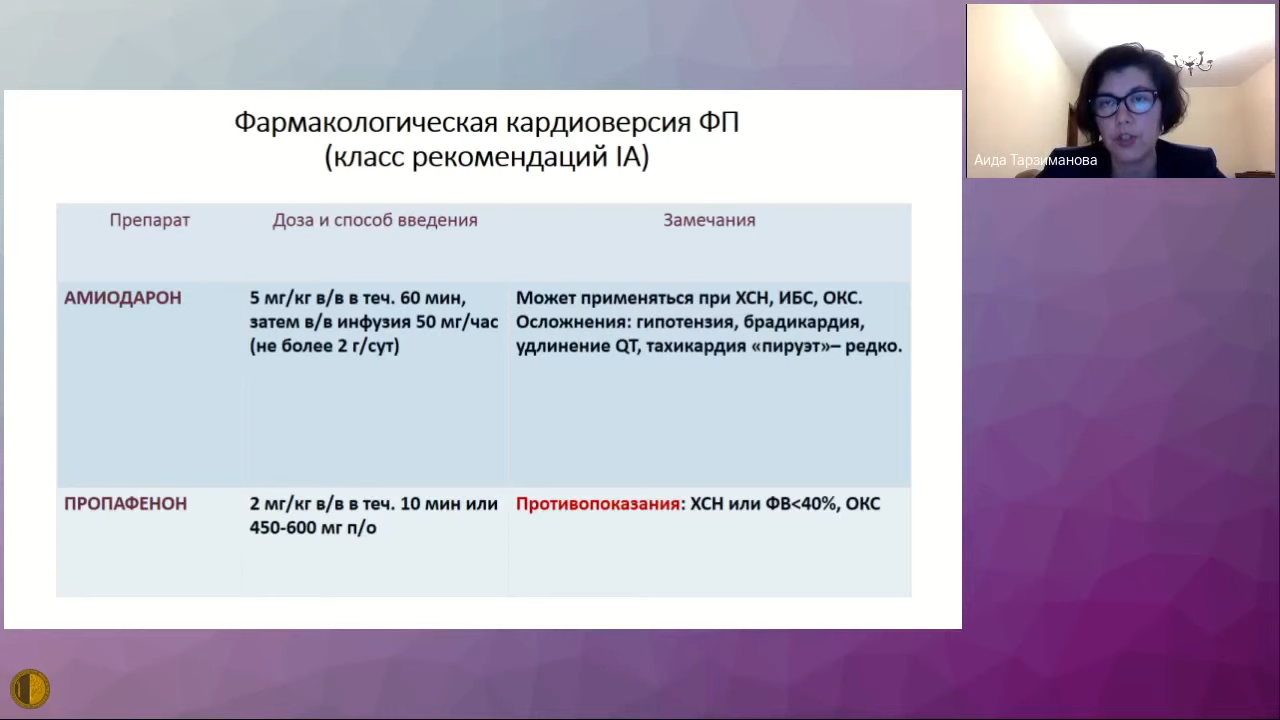 Фармакологическая кардиоверсия ФП
(класс рекомендаций IA)
Препарат
Доза и способ введения
Замечания
АМИОДАРОН
5 мг/кг в/в в теч. 60 мин,
затем в/в инфузия 50 мг/час
(не более 2 г/сут)
Может применяться при ХСН, ИБС, ОКС.
Осложнения: гипотензия, брадикардия,
удлинение QT, тахикардия «пируэт»– редко.
ПРОПАФЕНОН
2 мг/кг в/в в теч. 10 мин или
450-600 мг п/о
Противопоказания: ХСН или ФВ<40%, ОКС
Аида Тарзиманова